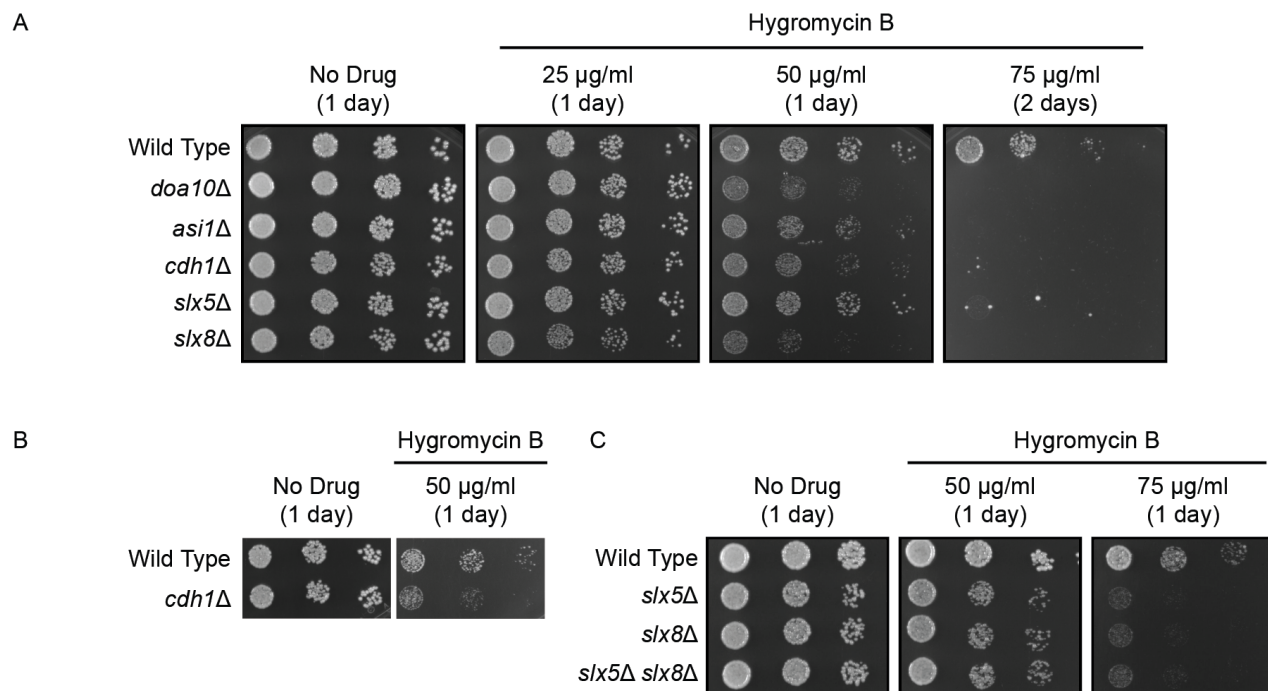 A
Hygromycin B
No Drug
(1 day)
25 µg/ml
(1 day)
50 µg/ml
(1 day)
75 µg/ml
(2 days)
Wild Type
doa10Δ
asi1Δ
cdh1Δ
slx5Δ
slx8Δ
B
Hygromycin B
No Drug
(1 day)
50 µg/ml
(1 day)
Wild Type
cdh1Δ
C
Hygromycin B
No Drug
(1 day)
50 µg/ml
(1 day)
75 µg/ml
(1 day)
Wild Type
slx5Δ
slx8Δ
slx5Δ slx8Δ